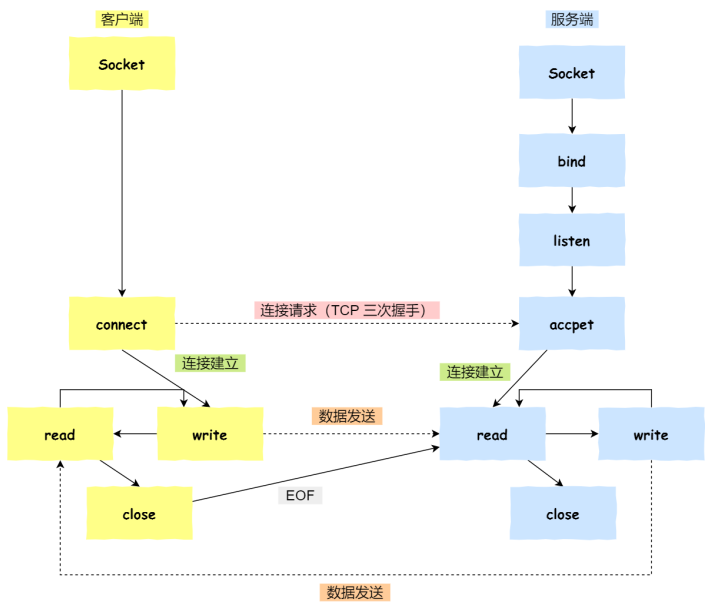 客户端
服务端
Socket
Socket
bind
listen
连接请求（TCP 三次握手）
connect
accpet
连接建立
连接建立
数据发送
read
write
read
write
EOF
close
close
数据发送